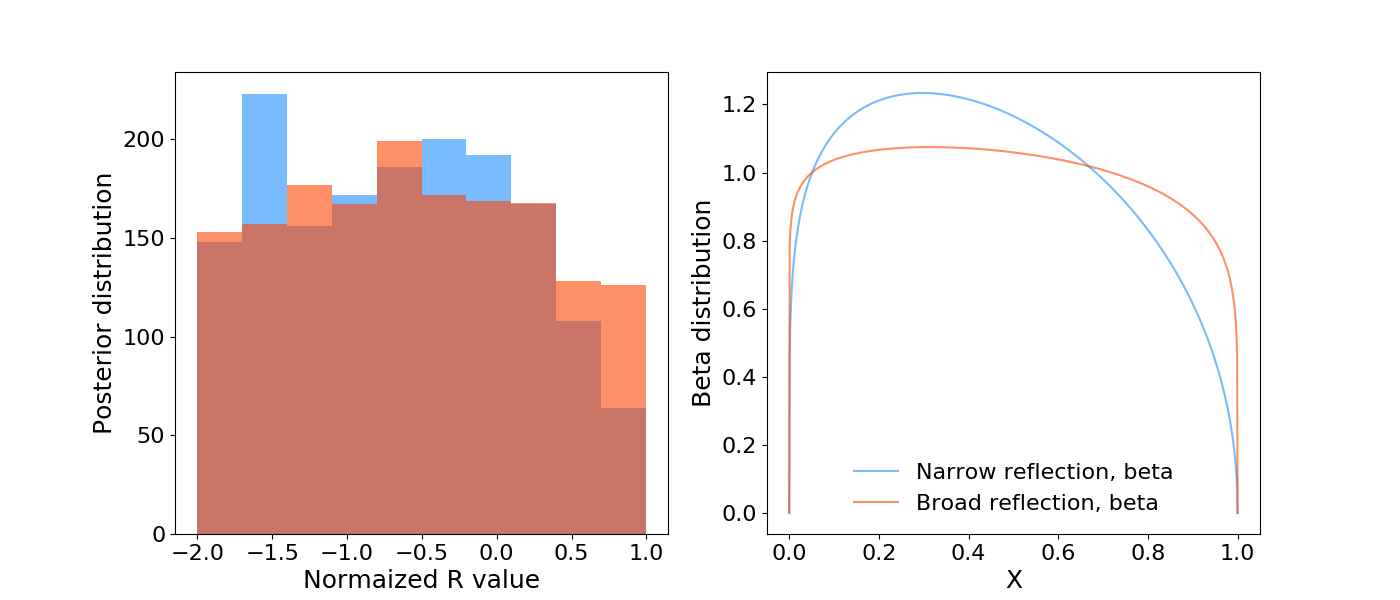 Posterior distribution
200
150
100
50
0
−2.0 −1.5 −1.0 −0.5 0.0 0.5 1.0
Normaized R value
Beta distribution
1.2
1.0
0.8
0.6
0.4
0.2
0.0
Narrow reflection, beta
Broad reflection, beta
0.0 0.2 0.4 0.6 0.8 1.0
X